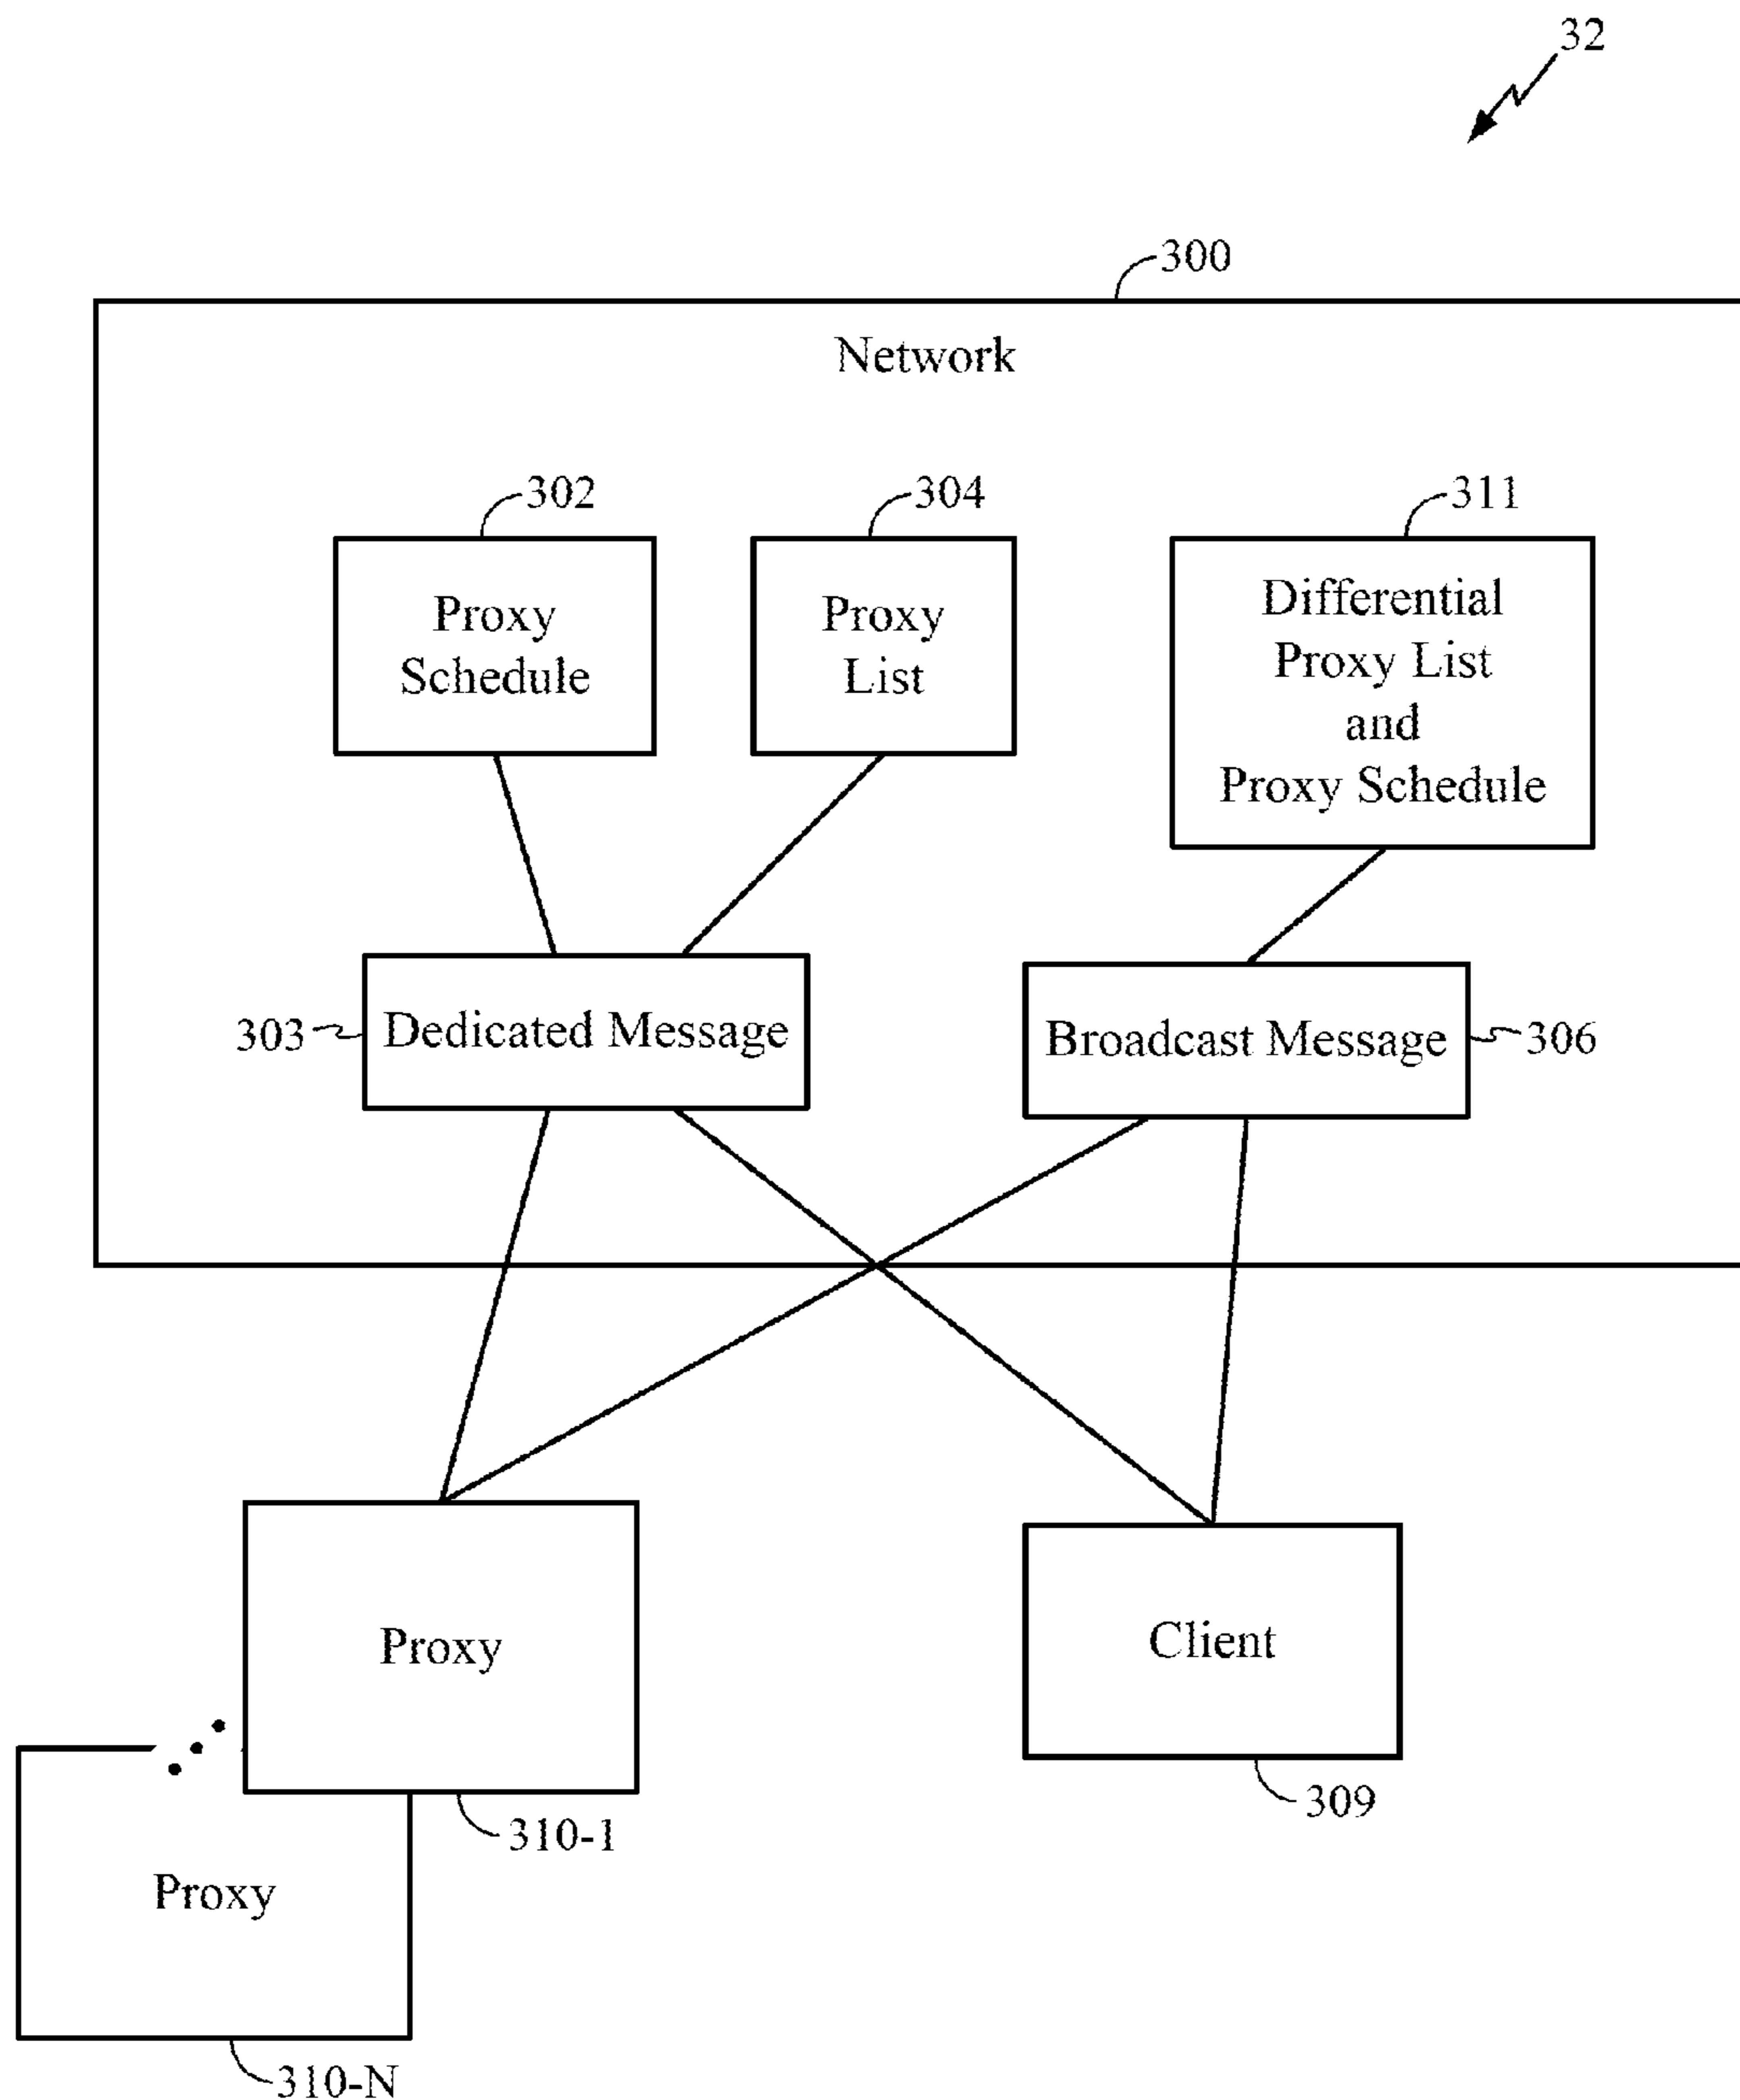 32
300
Network
302
304
311
Proxy
Schedule
Proxy
List
Differential
Proxy List
and
Proxy Schedule
303
Dedicated Message
Broadcast Message
306
Proxy
Client
309
310-1
Proxy
310-N